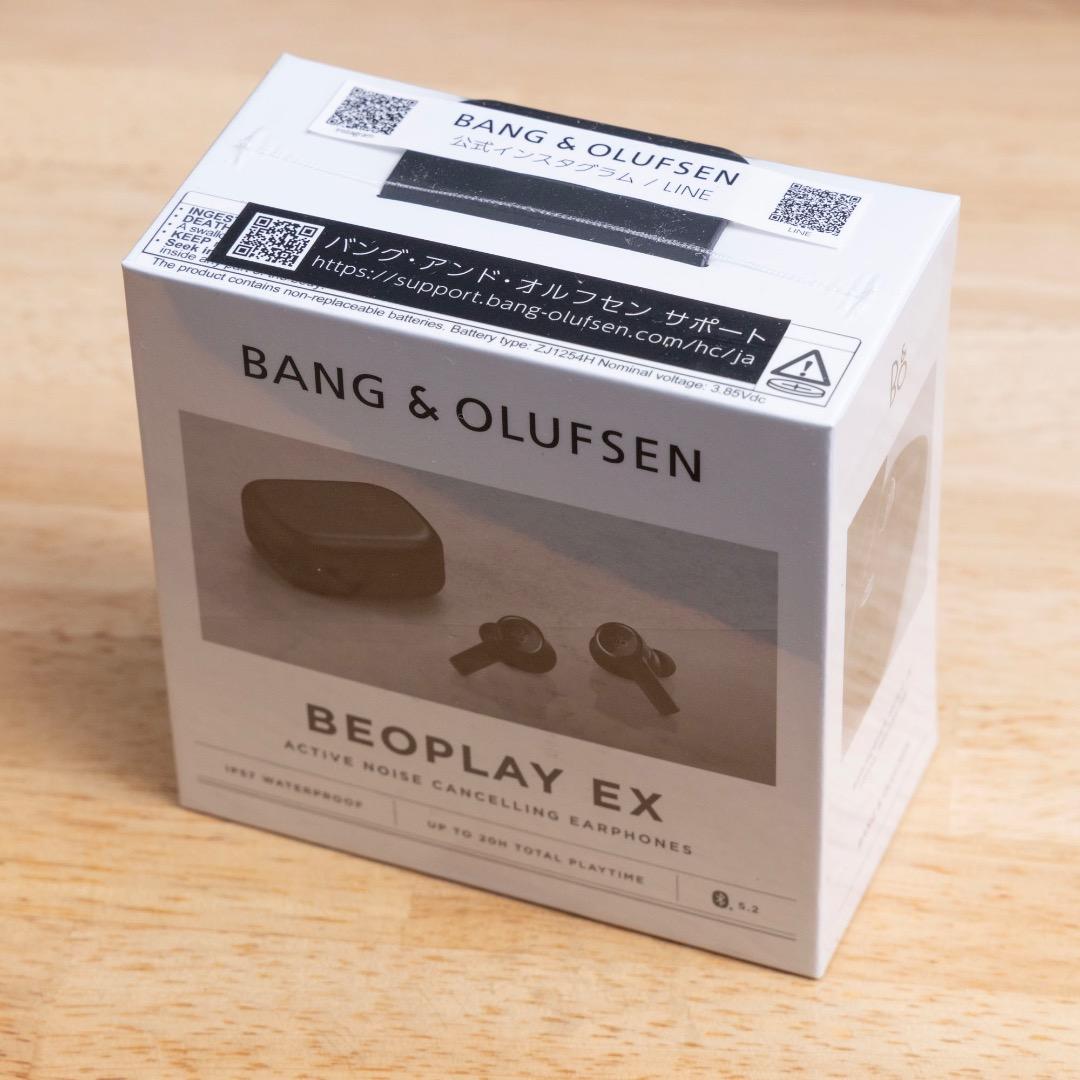 Instagram
BANG & OLUFSEN
公式インスタグラム / LINE
LINE
バング・アンド・オルフセン サポート
https://support.bang-olufsen.com/hc/ja
• INGES
DEATH
• A swallo
• KEEP
• Seek
inside
The product contains non-replaceable batteries. Battery type: ZJ1254H Nominal voltage: 3.85Vdc
BANG & OLUFSEN
BEOPLAY EX
ACTIVE NOISE CANCELLING EARPHONES
IP57 WATERPROOF
UP TO 20H TOTAL PLAYTIME
5.2
B&O